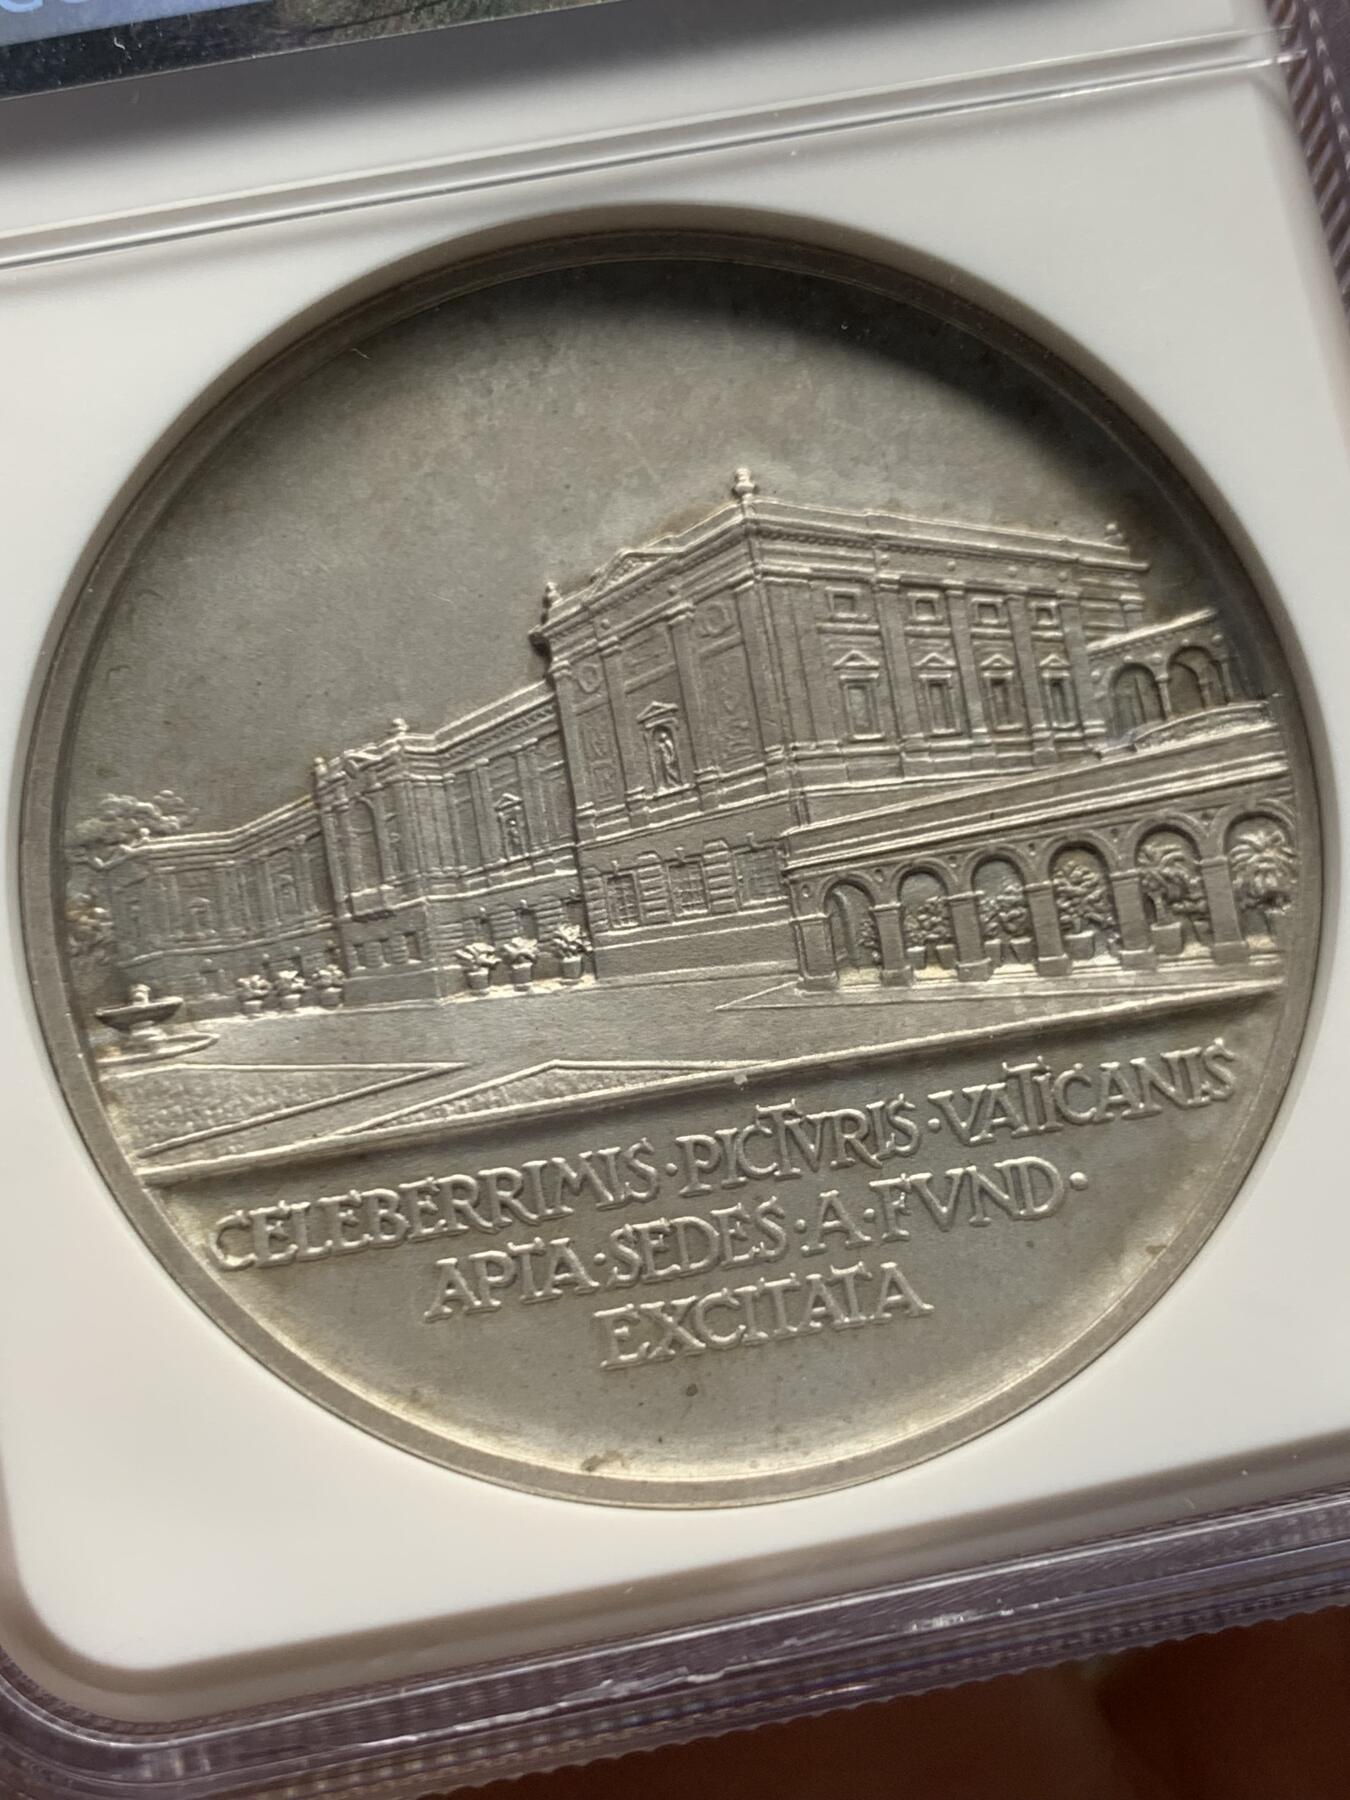 CELEBERRIMIS·PICTVRIS·VATICANIS
APTA·SEDES·A·FVND·
EXCITATA